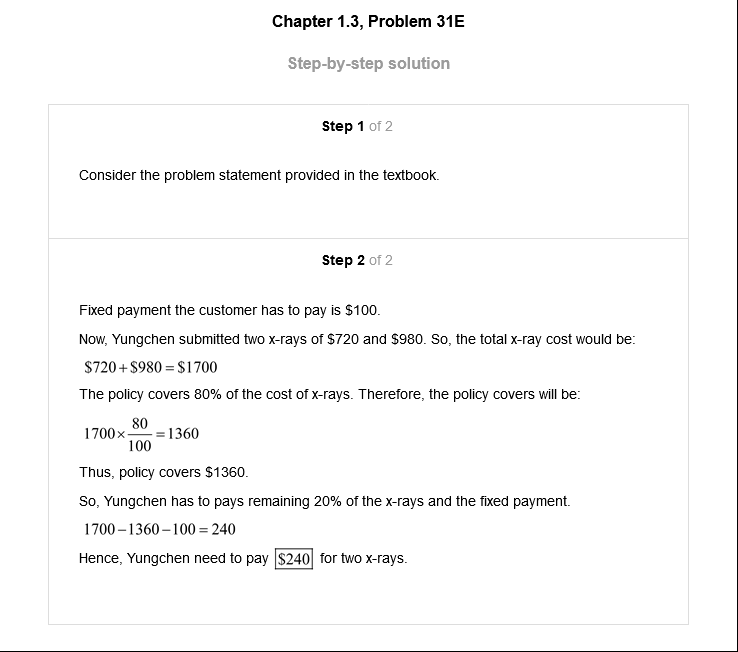 Chapter 1.3, Problem 31E
Step-by-step solution
Step 1 of 2
Consider the problem statement provided in the textbook.
Step 2 of 2
Fixed payment the customer has to pay is $100.
Now, Yungchen submitted two x-rays of $720 and $980. So, the total x-ray cost would be:
$720+$980=$1700
The policy covers 80% of the cost of x-rays. Therefore, the policy covers will be:
1700×80/100=1360
Thus, policy covers $1360.
So, Yungchen has to pays remaining 20% of the x-rays and the fixed payment.
1700−1360−100=240
Hence, Yungchen need to pay $240 for two x-rays.